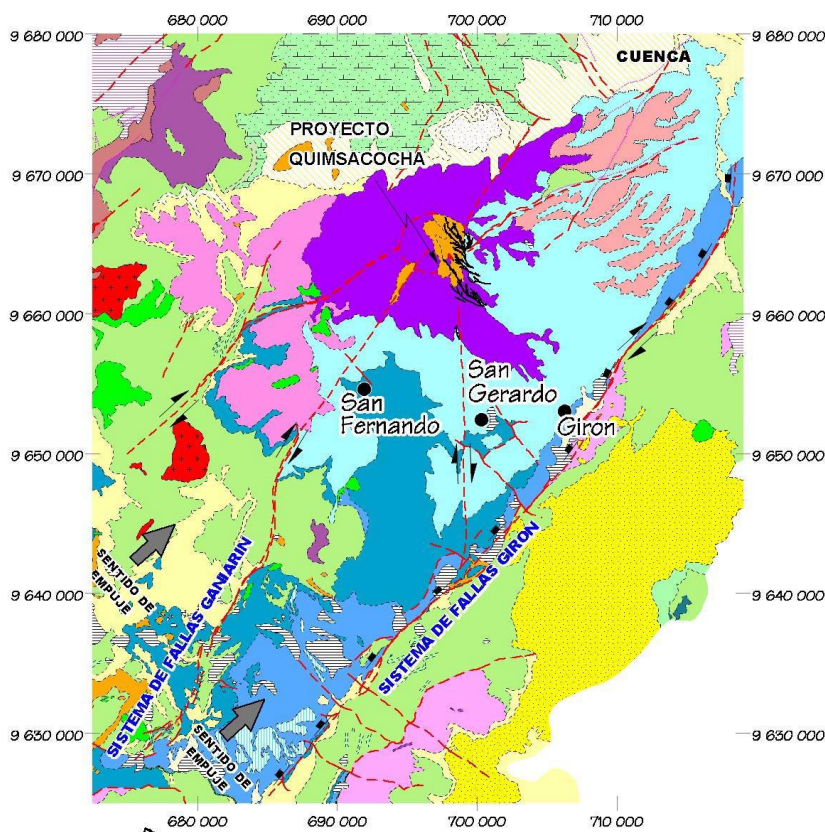 680 000 690 000 700 000 710 000
9 680 000
9 680 000
CUENCA
PROYECTO
QUIMSACOCHA
9 670 000
9 670 000
9 660 000
9 660 000
San
Gerardo
San
Fernando
Giron
9 650 000
9 650 000
SENTIDO DE
EMPUJE
SISTEMA DE FALLAS GANIARIN
SISTEMA DE FALLAS GIRON
9 640 000
9 640 000
SENTIDO DE
EMPUJE
9 630 000
9 630 000
680 000 690 000 700 000 710 000